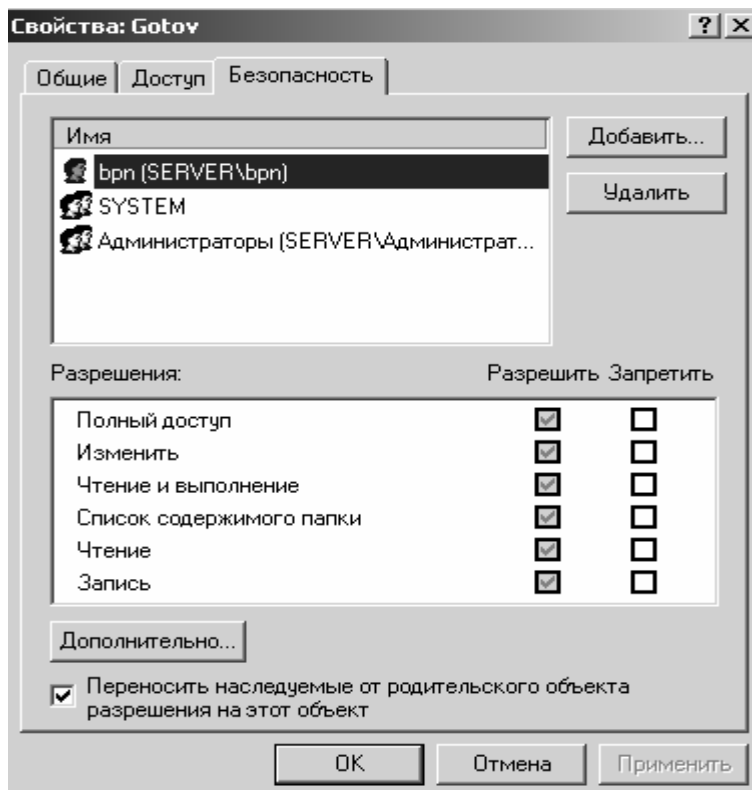 Свойства: Gotov
Общие Доступ Безопасность
Имя
Добавить...
bpn (SERVER\bpn)
Удалить
SYSTEM
Администраторы (SERVER\Администрат...
Разрешения: Разрешить Запретить
Полный доступ
Изменить
Чтение и выполнение
Список содержимого папки
Чтение
Запись
Дополнительно...
Переносить наследуемые от родительского объекта
разрешения на этот объект
OK Отмена Применить